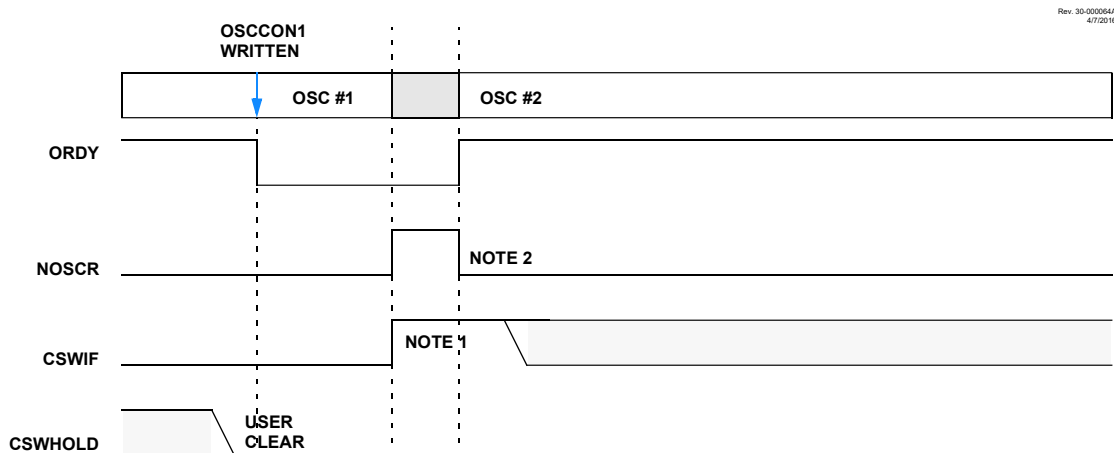 Rev. 30-000064A
4/7/2016
OSCCON1
WRITTEN
OSC #1
OSC #2
ORDY
NOSCR
NOTE 2
CSWIF
NOTE 1
CSWHOLD
USER
CLEAR